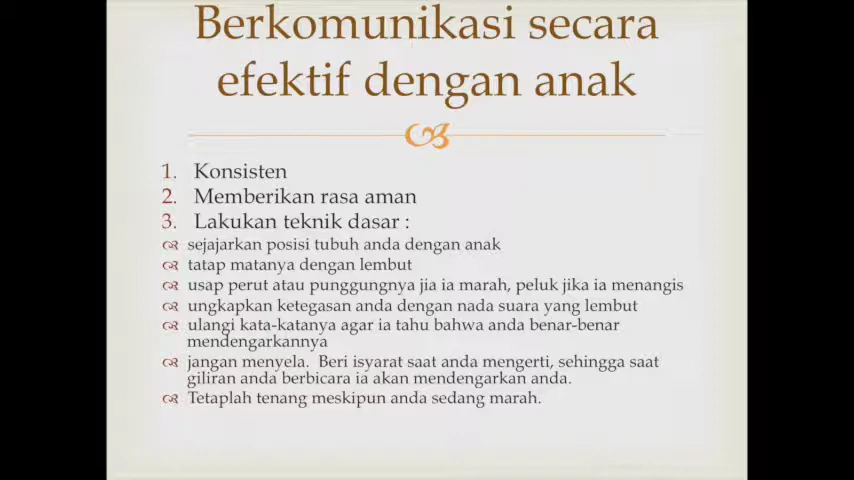 Berkomunikasi secara
efektif dengan anak
1. Konsisten
2. Memberikan rasa aman
3. Lakukan teknik dasar :
sejajarkan posisi tubuh anda dengan anak
tatap matanya dengan lembut
usap perut atau punggungnya jia ia marah, peluk jika ia menangis
ungkapkan ketegasan anda dengan nada suara yang lembut
ulangi kata-katanya agar ia tahu bahwa anda benar-benar
mendengarkannya
jangan menyela.  Beri isyarat saat anda mengerti, sehingga saat
giliran anda berbicara ia akan mendengarkan anda.
Tetaplah tenang meskipun anda sedang marah.